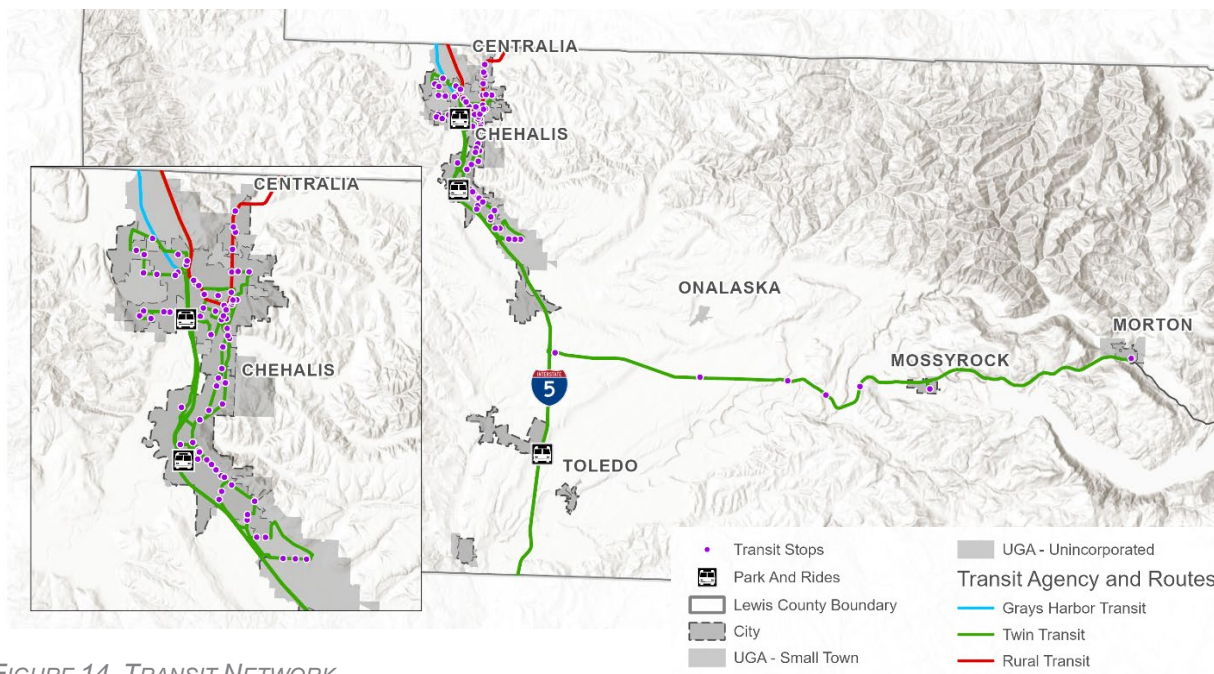 CENTRALIA
CHEHALIS
CENTRALIA
CHEHALIS
ONALASKA
MORTON
MOSSYROCK
INTERSTATE
5
TOLEDO
Transit Stops
Park And Rides
Lewis County Boundary
City
UGA - Small Town
UGA - Unincorporated
Transit Agency and Routes
Grays Harbor Transit
Twin Transit
Rural Transit
FIGURE 14. TRANSIT NETWORK